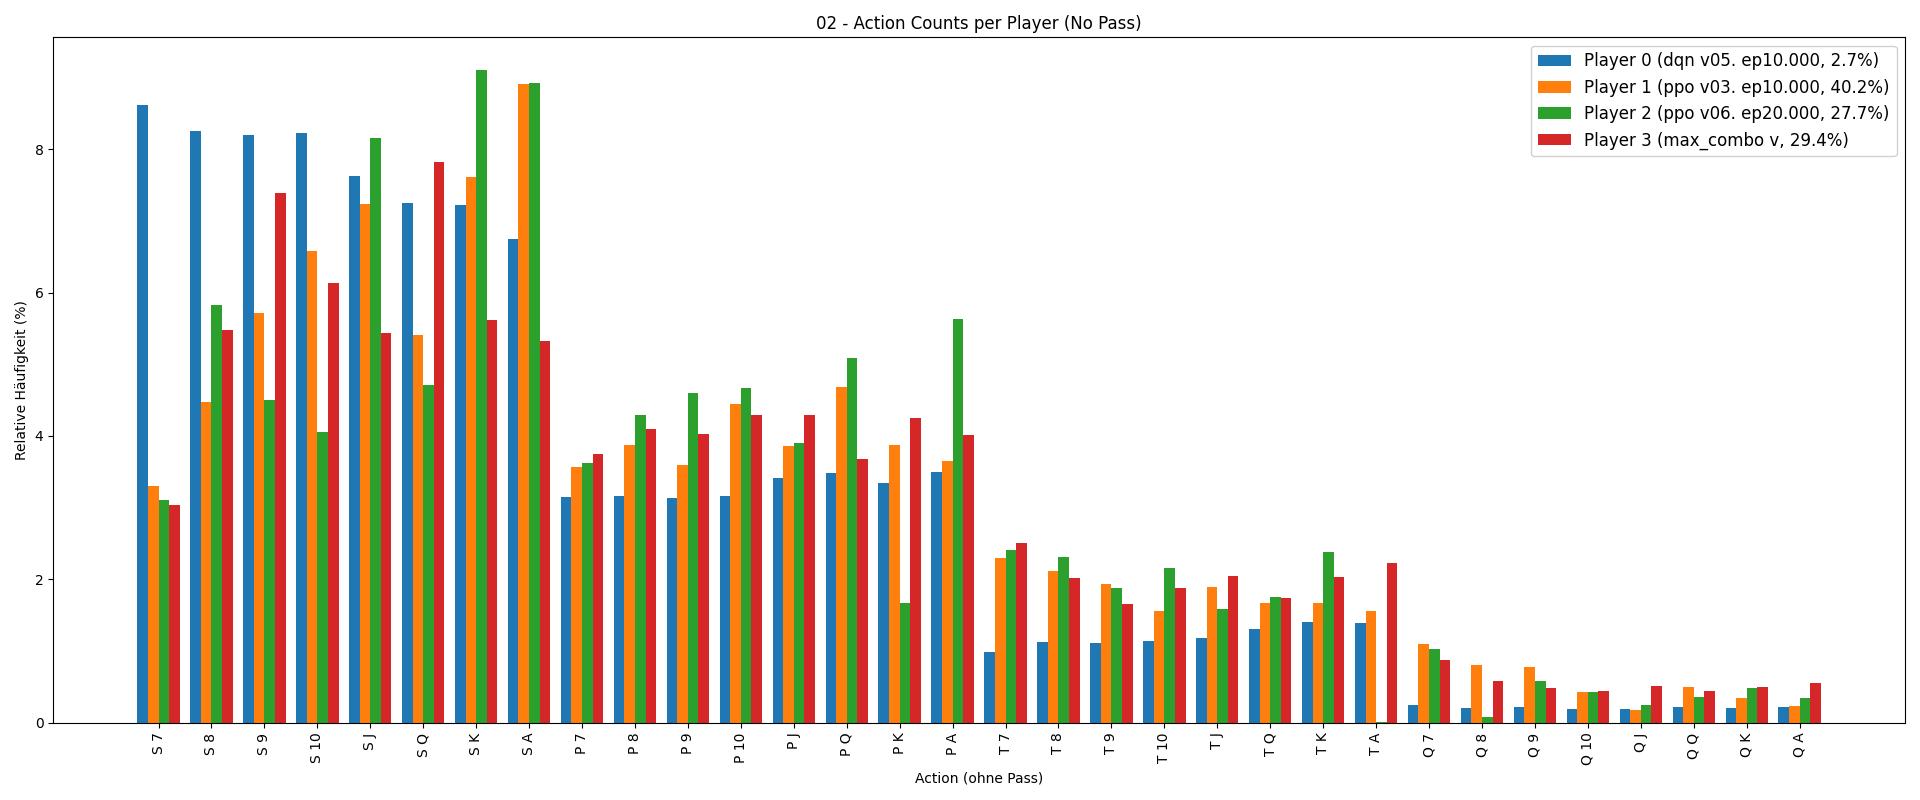 02 - Action Counts per Player (No Pass)
Player 0 (dqn v05. ep10.000, 2.7%)
Player 1 (ppo v03. ep10.000, 40.2%)
Player 2 (ppo v06. ep20.000, 27.7%)
Player 3 (max_combo v, 29.4%)
Relative Häufigkeit (%)
8
6
4
2
0
S 7
S 8
S 9
S 10
S J
S Q
S K
S A
P 7
P 8
P 9
P 10
P J
P Q
P K
P A
T 7
T 8
T 9
T 10
T J
T Q
T K
T A
Q 7
Q 8
Q 9
Q 10
Q J
Q Q
Q K
Q A
Action (ohne Pass)